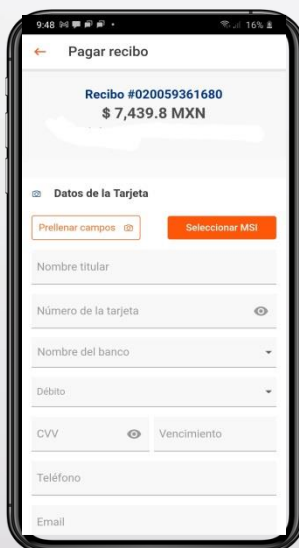 9:48 16%
Pagar recibo
Recibo #020059361680
$ 7,439.8 MXN
Datos de la Tarjeta
Prellenar campos Seleccionar MSI
Nombre titular
Número de la tarjeta
Nombre del banco
Débito
CVV Vencimiento
Teléfono
Email